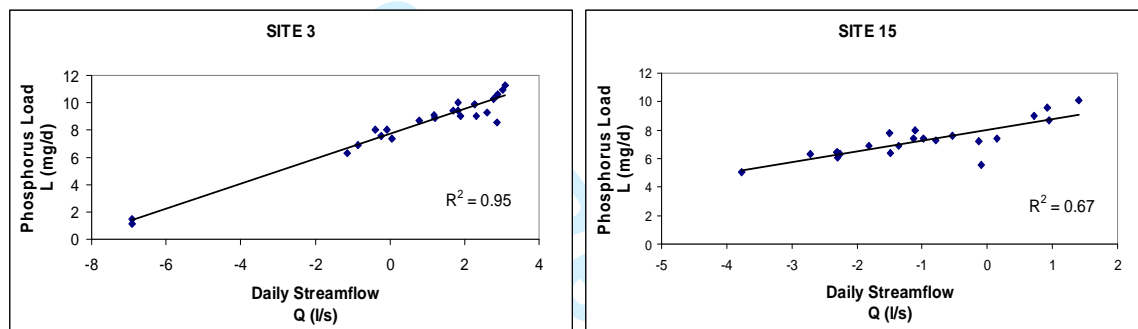 SITE 3
Phosphorus Load
L (mg/d)
12
10
8
6
4
2
0
-8 -6 -4 -2 0 2 4
R² = 0.95
Daily Streamflow
Q (l/s)
SITE 15
Phosphorus Load
L (mg/d)
12
10
8
6
4
2
0
-5 -4 -3 -2 -1 0 1 2
R² = 0.67
Daily Streamflow
Q (l/s)